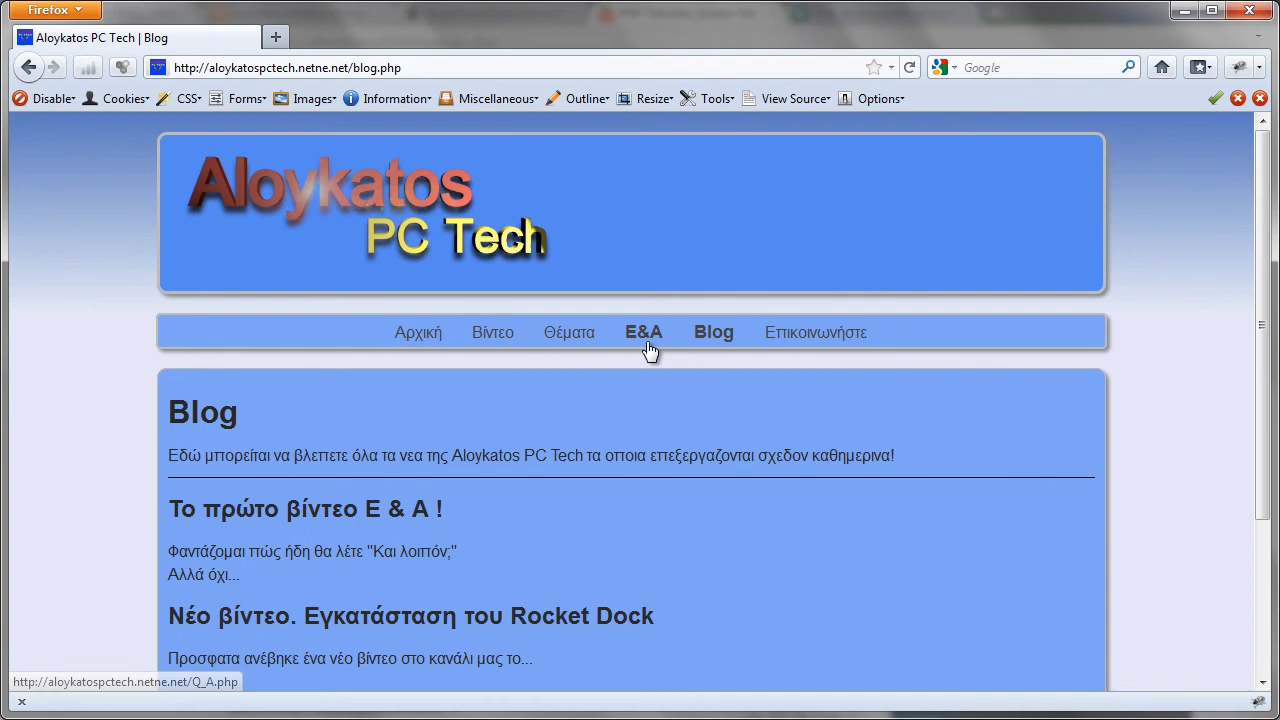 Firefox
Aloykatos PC Tech | Blog
http://aloykatospctech.netne.net/blog.php
Google
Disable Cookies CSS Forms Images Information Miscellaneous Outline Resize Tools View Source Options
Aloykatos
PC Tech
Αρχική Βίντεο Θέματα Ε&Α Blog Επικοινωνήστε
Blog
Εδώ μπορείται να βλεπετε όλα τα νεα της Aloykatos PC Tech τα οποια επεξεργαζονται σχεδον καθημερινα!
Το πρώτο βίντεο Ε & Α !
Φαντάζομαι πώς ήδη θα λέτε "Και λοιπόν;"
Αλλά όχι...
Νέο βίντεο. Εγκατάσταση του Rocket Dock
Προσφατα ανέβηκε ένα νέο βίντεο στο κανάλι μας το...
http://aloykatospctech.netne.net/Q_A.php